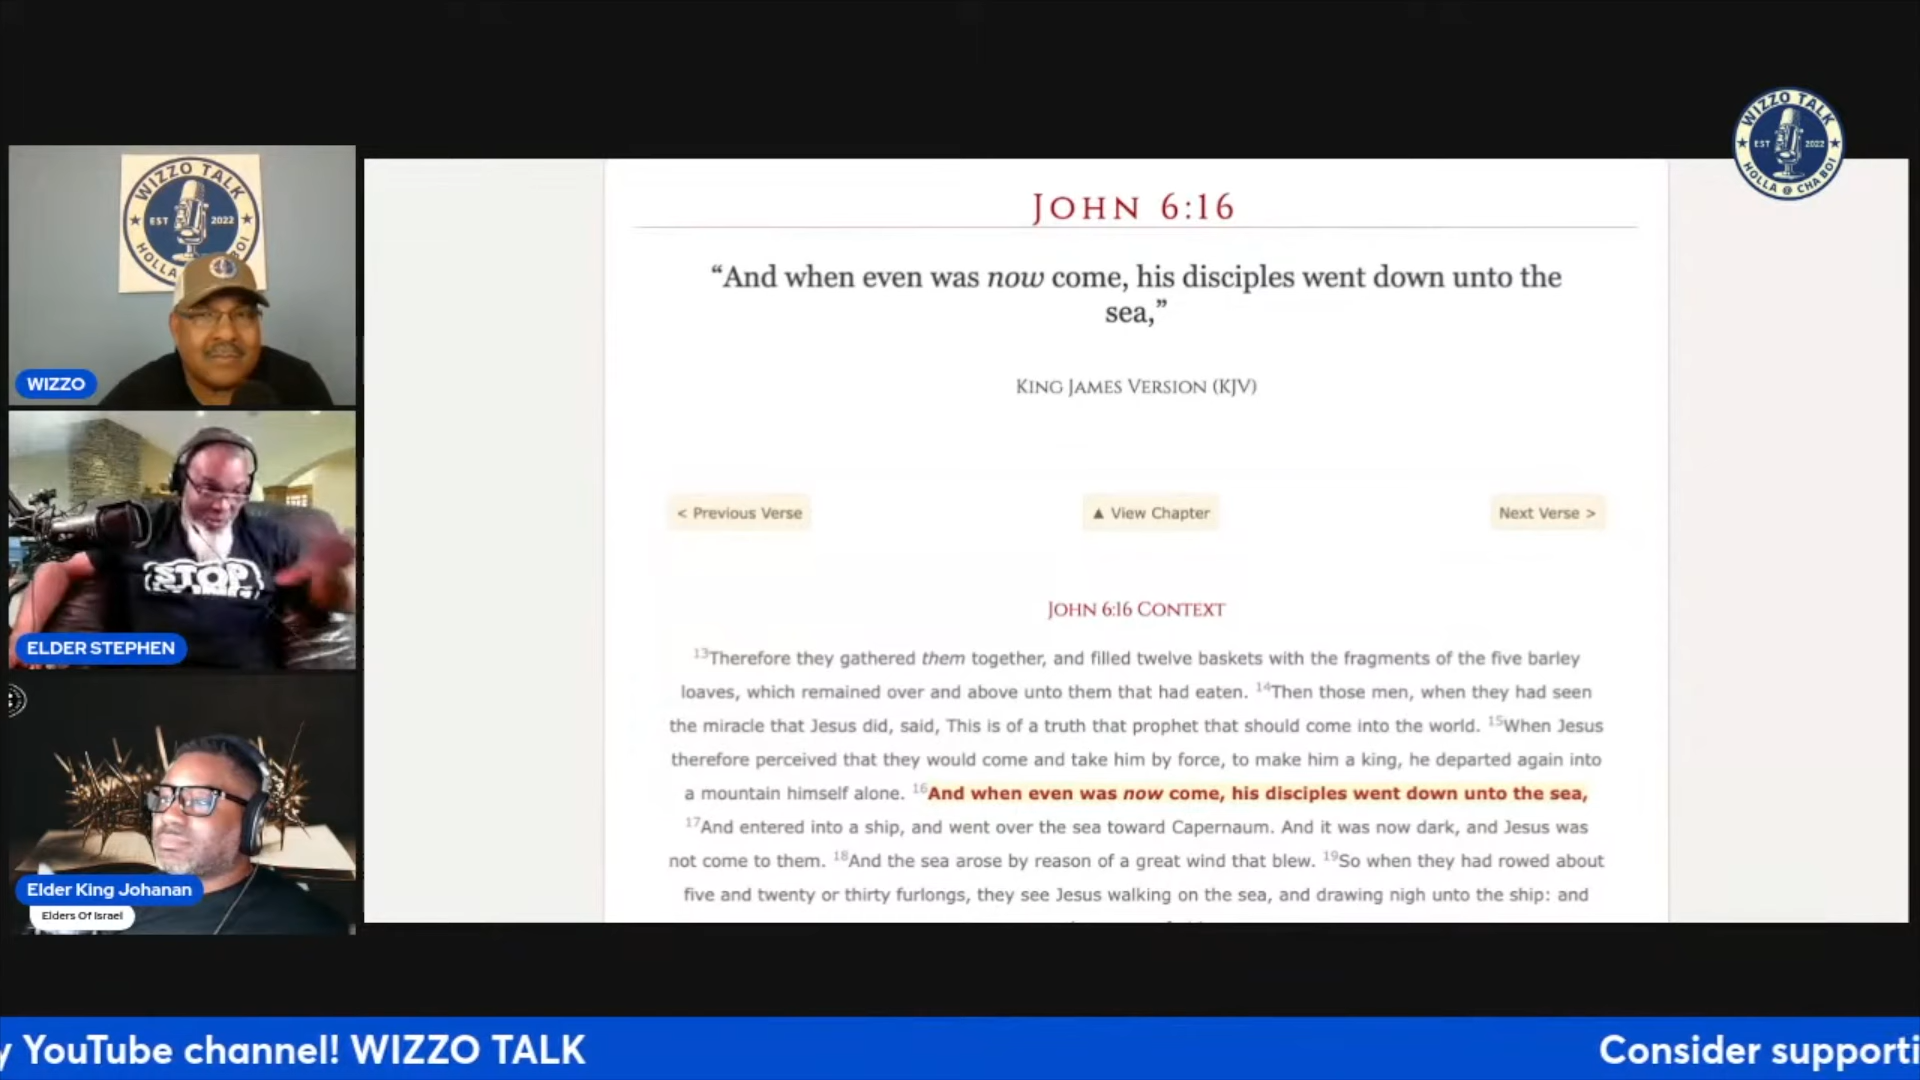 WIZZO TALK
EST 2022
HOLLA @ CHA BOI
WIZZO TALK
EST 2022
HOLLA
BOI
WIZZO
STOP
ELDER STEPHEN
Elder King Johanan
Elders Of Israel
JOHN 6:16
“And when even was now come, his disciples went down unto the
sea,”
KING JAMES VERSION (KJV)
< Previous Verse
▲ View Chapter
Next Verse >
JOHN 6:16 CONTEXT
13Therefore they gathered them together, and filled twelve baskets with the fragments of the five barley
loaves, which remained over and above unto them that had eaten. 14Then those men, when they had seen
the miracle that Jesus did, said, This is of a truth that prophet that should come into the world. 15When Jesus
therefore perceived that they would come and take him by force, to make him a king, he departed again into
a mountain himself alone. 16And when even was now come, his disciples went down unto the sea,
17And entered into a ship, and went over the sea toward Capernaum. And it was now dark, and Jesus was
not come to them. 18And the sea arose by reason of a great wind that blew. 19So when they had rowed about
five and twenty or thirty furlongs, they see Jesus walking on the sea, and drawing nigh unto the ship: and
y YouTube channel! WIZZO TALK
Consider supporti